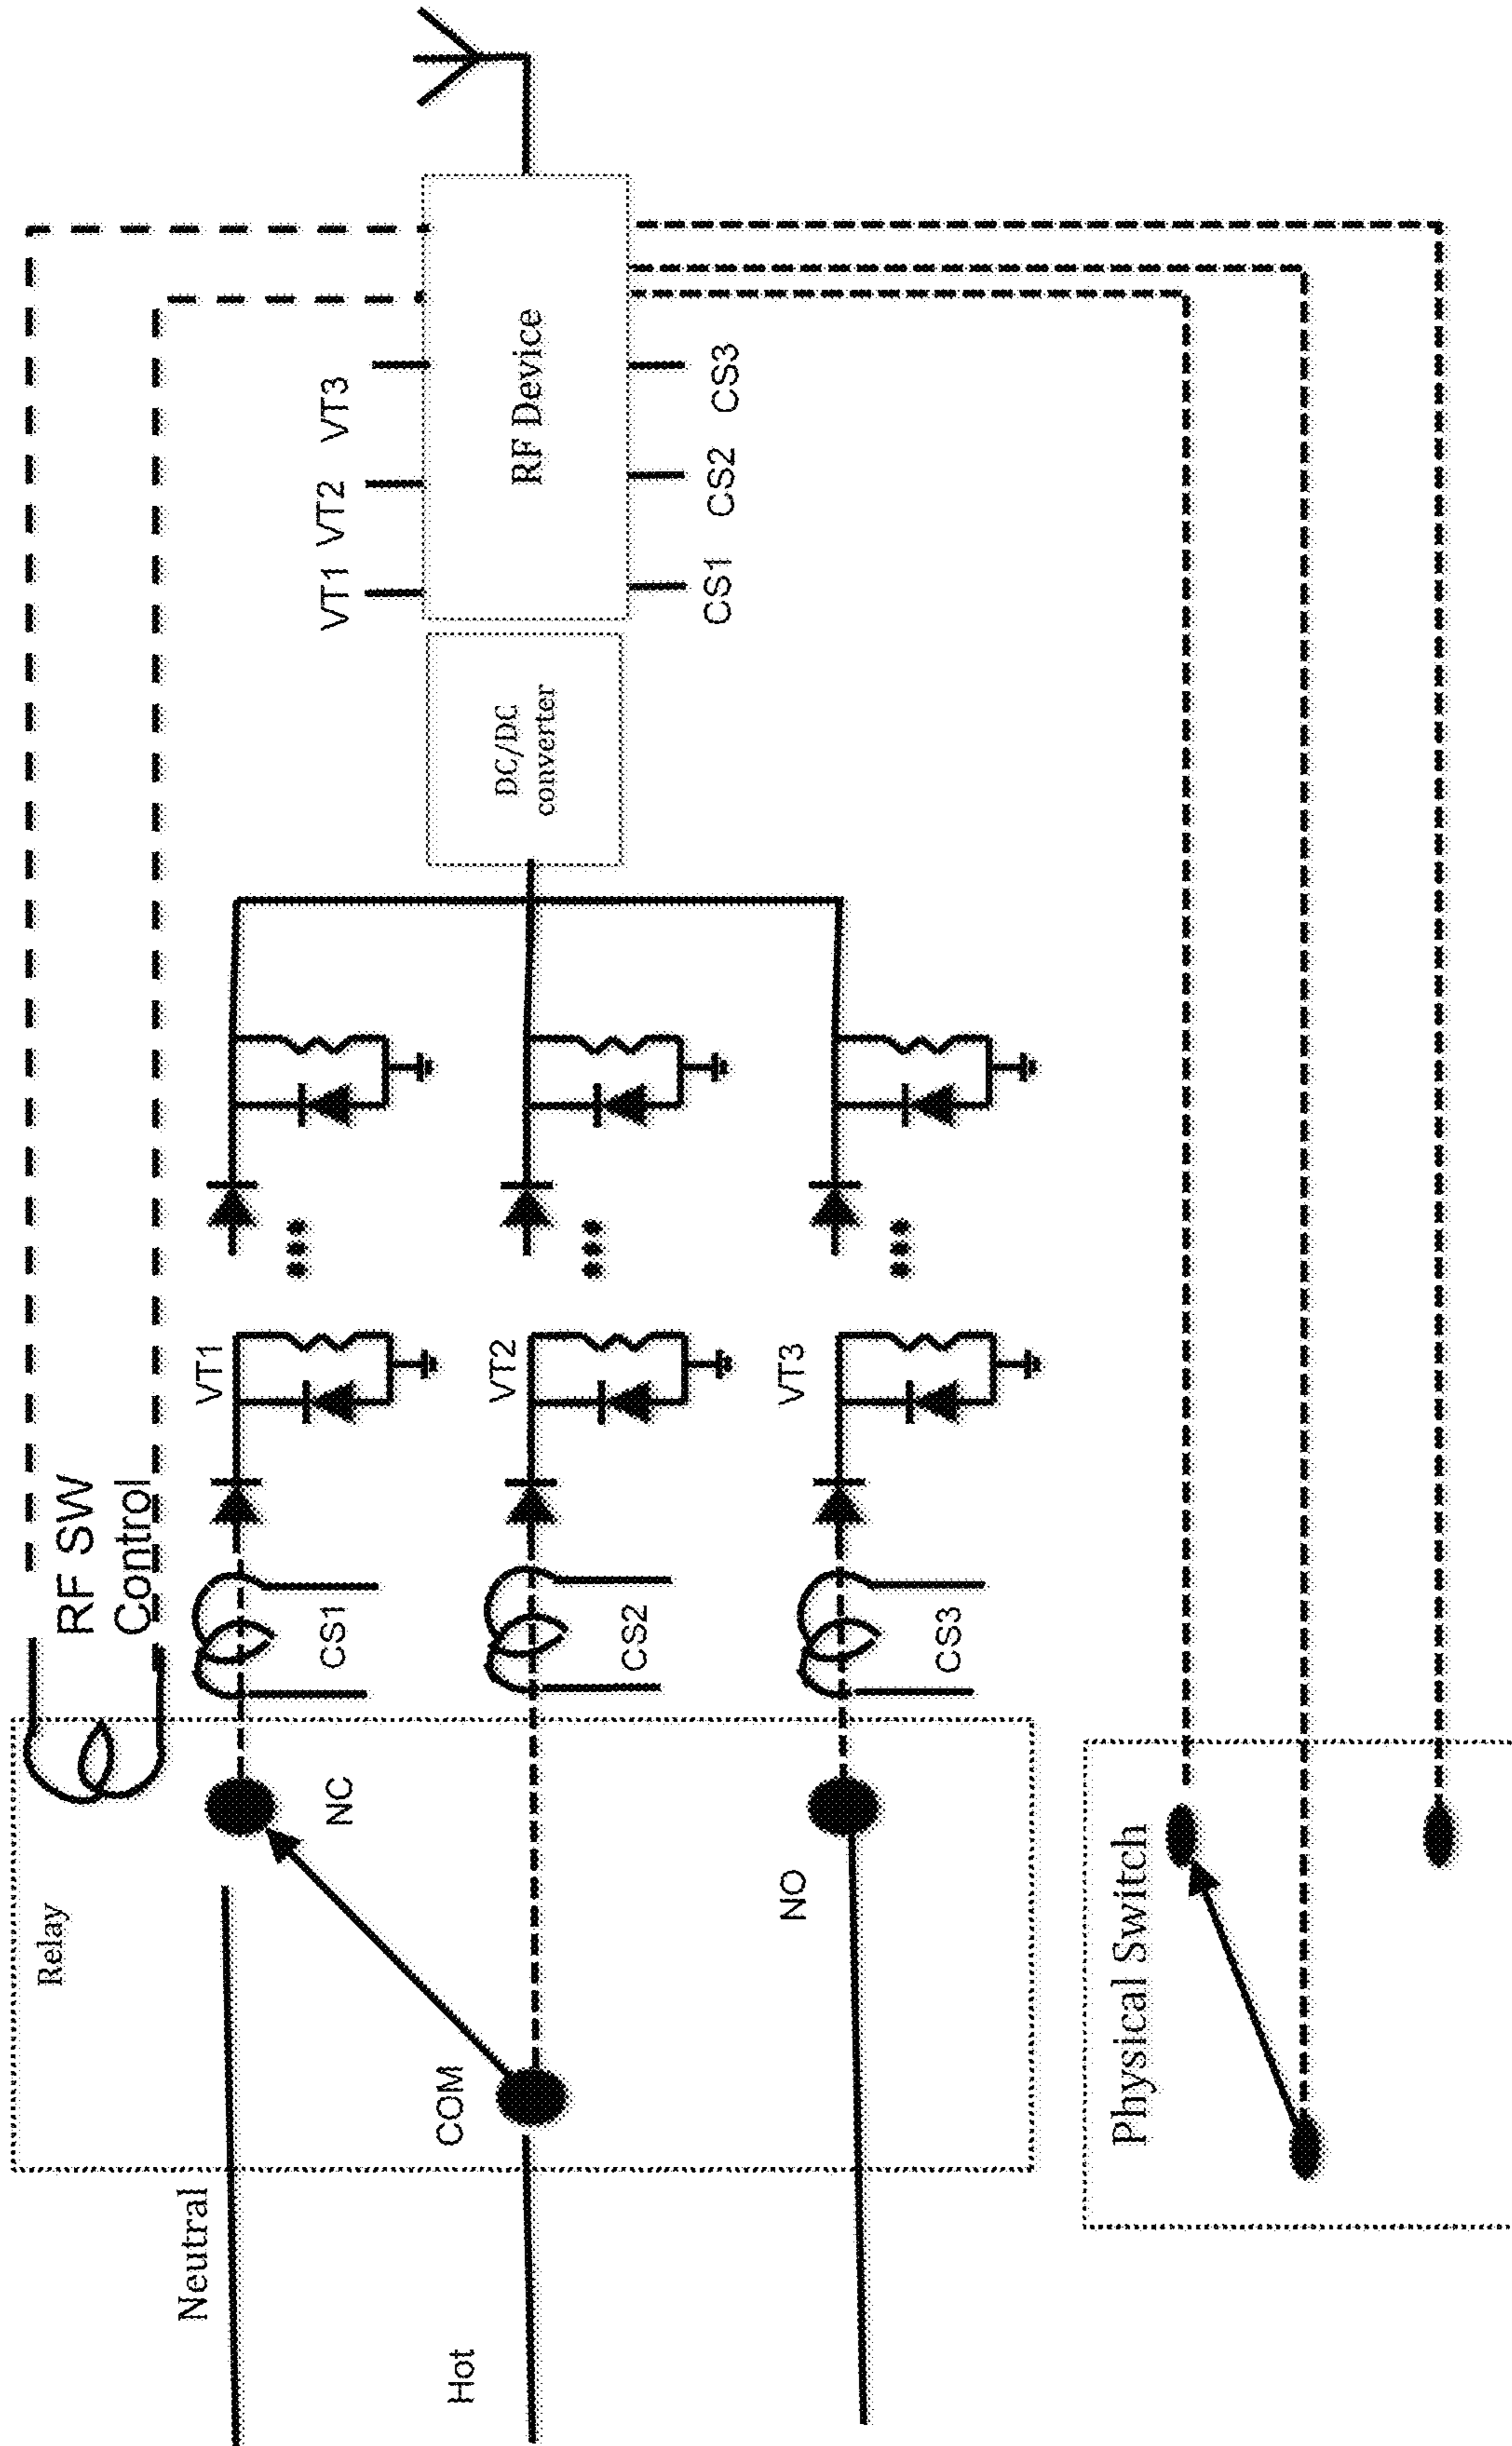 RF SW
Control
Relay
Neutral
Hot
COM
NC
NO
CS1
CS2
CS3
VT1
VT2
VT3
DC/DC
converter
VT1
VT2
VT3
RF Device
CS1
CS2
CS3
Physical Switch